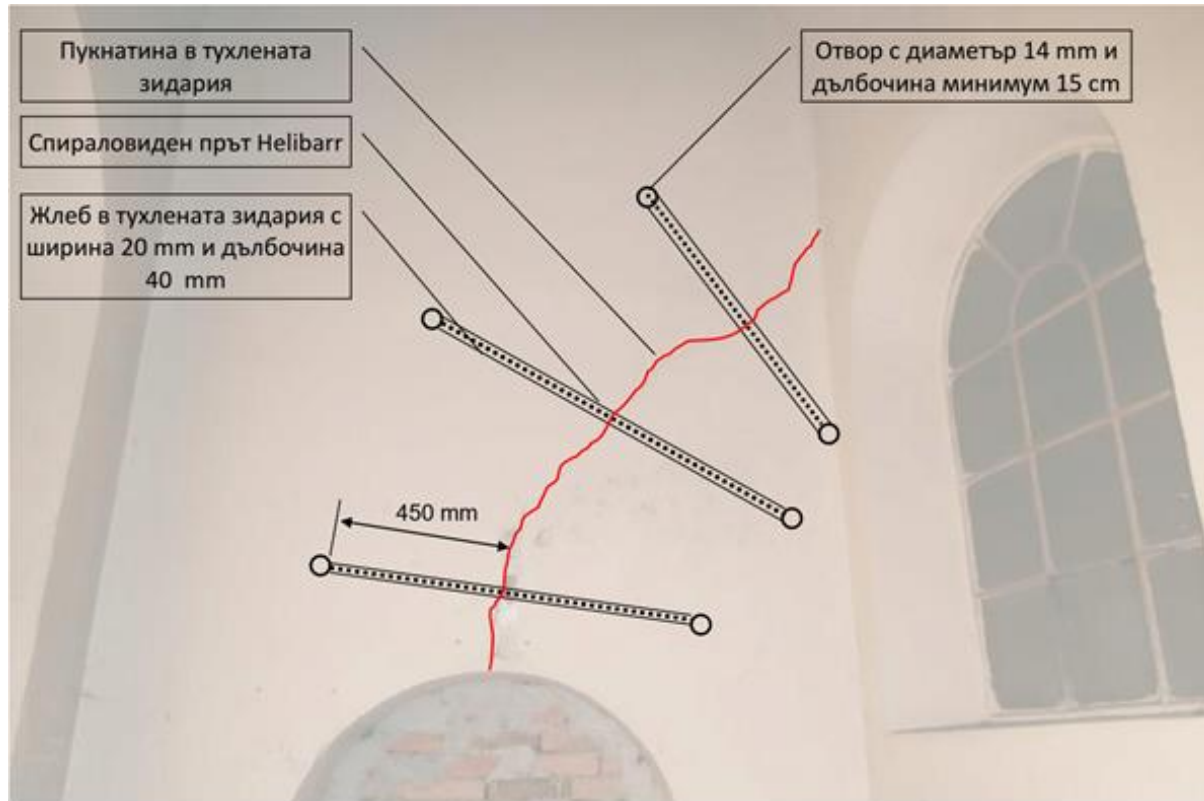 Пукнатина в тухлената
зидария
Спираловиден прът Helibarr
Жлеб в тухлената зидария с
ширина 20 mm и дълбочина
40 mm
Отвор с диаметър 14 mm и
дълбочина минимум 15 cm
450 mm